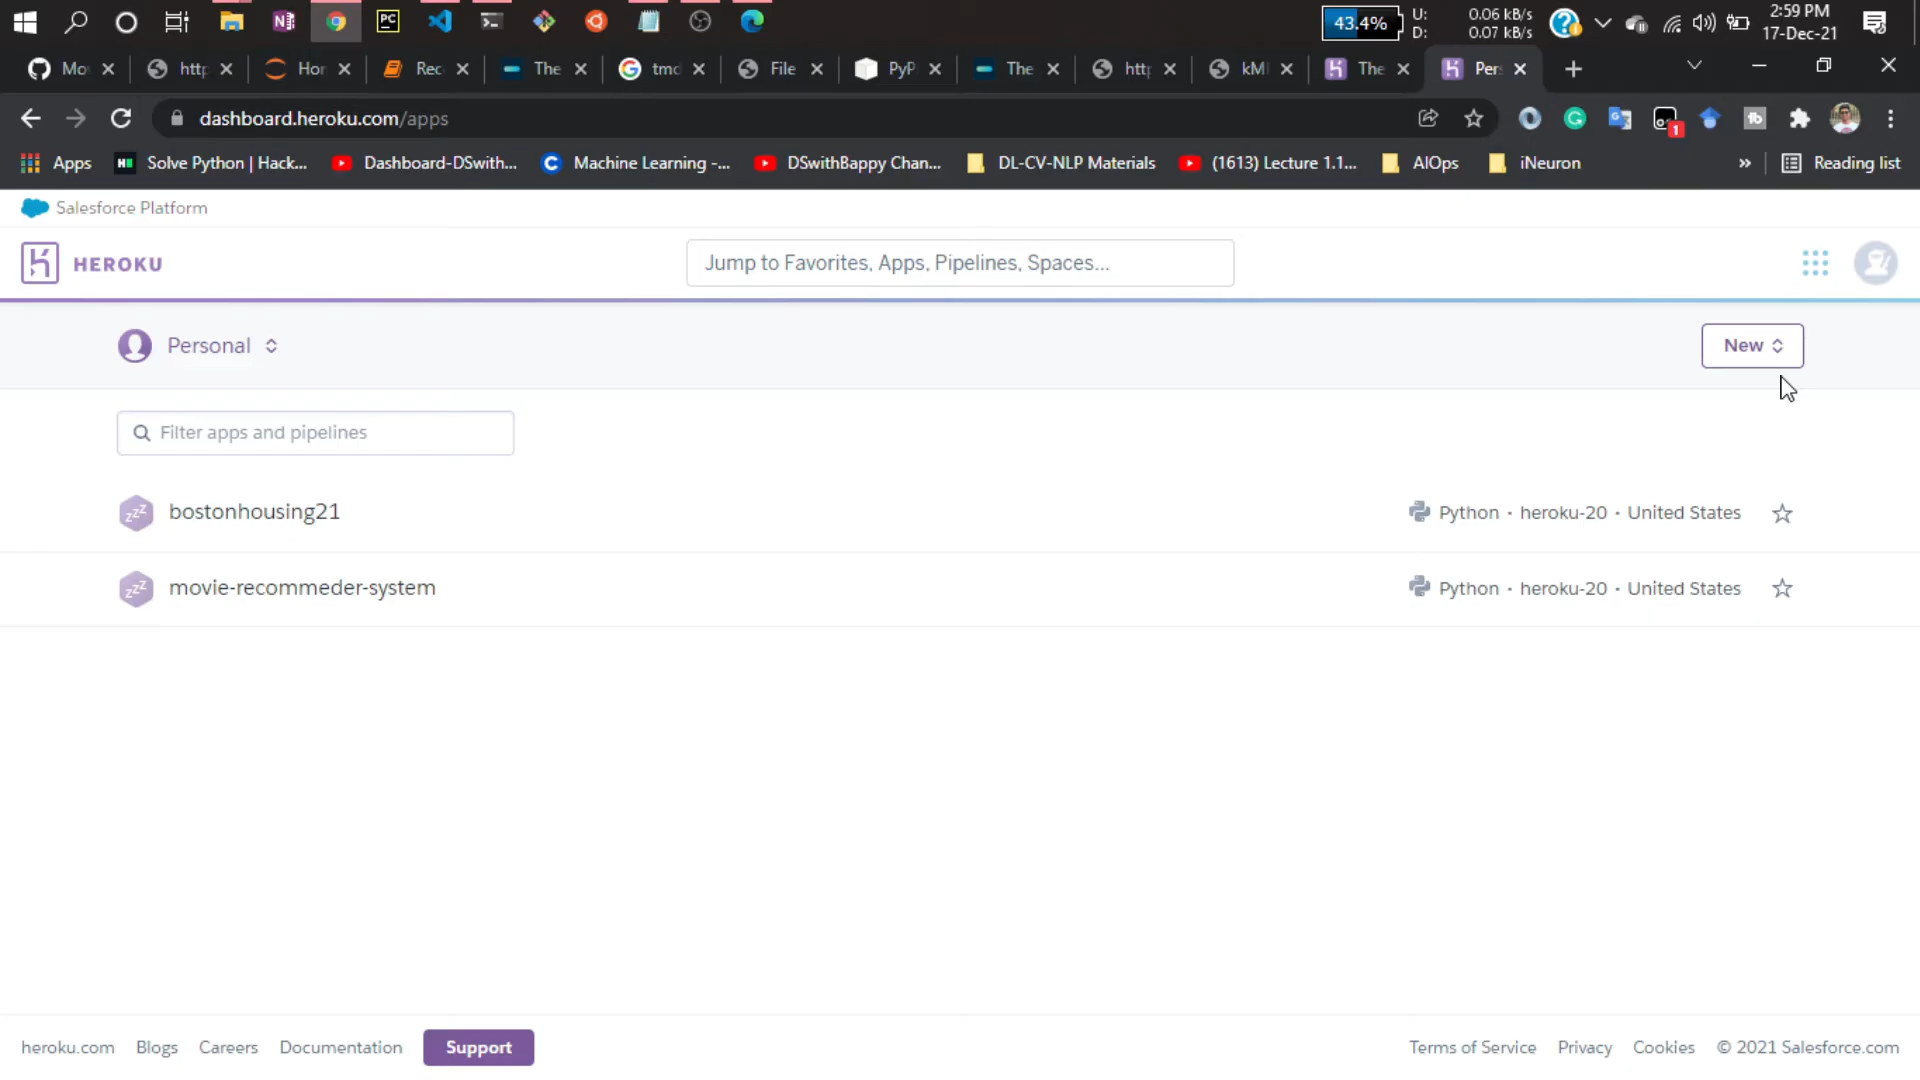 43.4%
U: 0.06 kB/s
D: 0.07 kB/s
2:59 PM
17-Dec-21
Mo
http
Hor
Rec
The
tmd
File
PyP
The
http
kMl
The
Per
dashboard.heroku.com/apps
1
Apps
Solve Python | Hack...
Dashboard-DSwith...
Machine Learning -...
DSwithBappy Chan...
DL-CV-NLP Materials
(1613) Lecture 1.1...
AIOps
iNeuron
»
Reading list
Salesforce Platform
HEROKU
Jump to Favorites, Apps, Pipelines, Spaces...
Personal
New
Filter apps and pipelines
bostonhousing21
Python · heroku-20 · United States
movie-recommeder-system
Python · heroku-20 · United States
heroku.com
Blogs
Careers
Documentation
Support
Terms of Service
Privacy
Cookies
© 2021 Salesforce.com